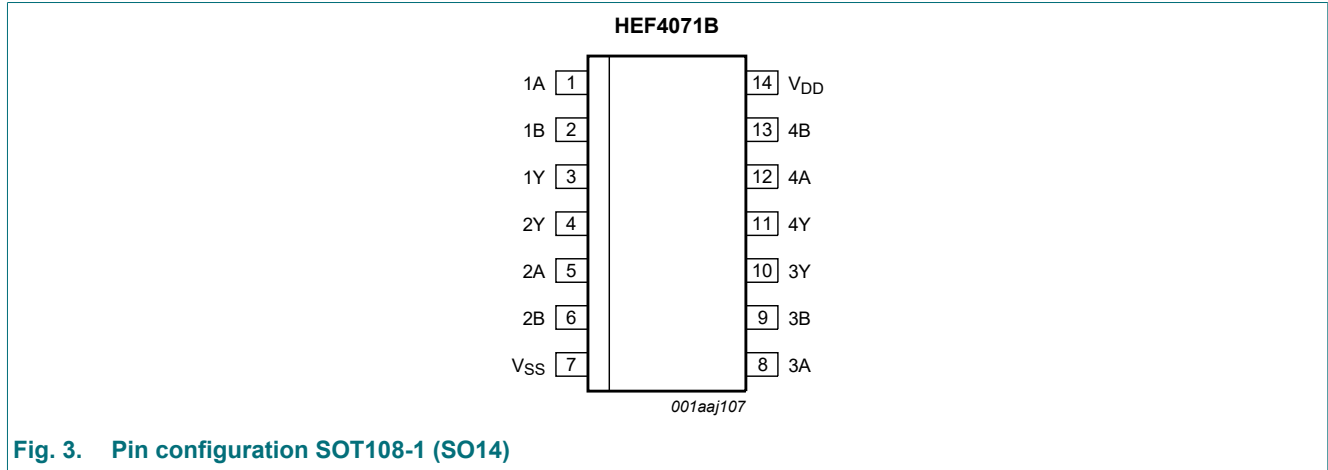 HEF4071B
1A 1
1B 2
1Y 3
2Y 4
2A 5
2B 6
VSS 7
14 VDD
13 4B
12 4A
11 4Y
10 3Y
9 3B
8 3A
001aaj107
Fig. 3. Pin configuration SOT108-1 (SO14)